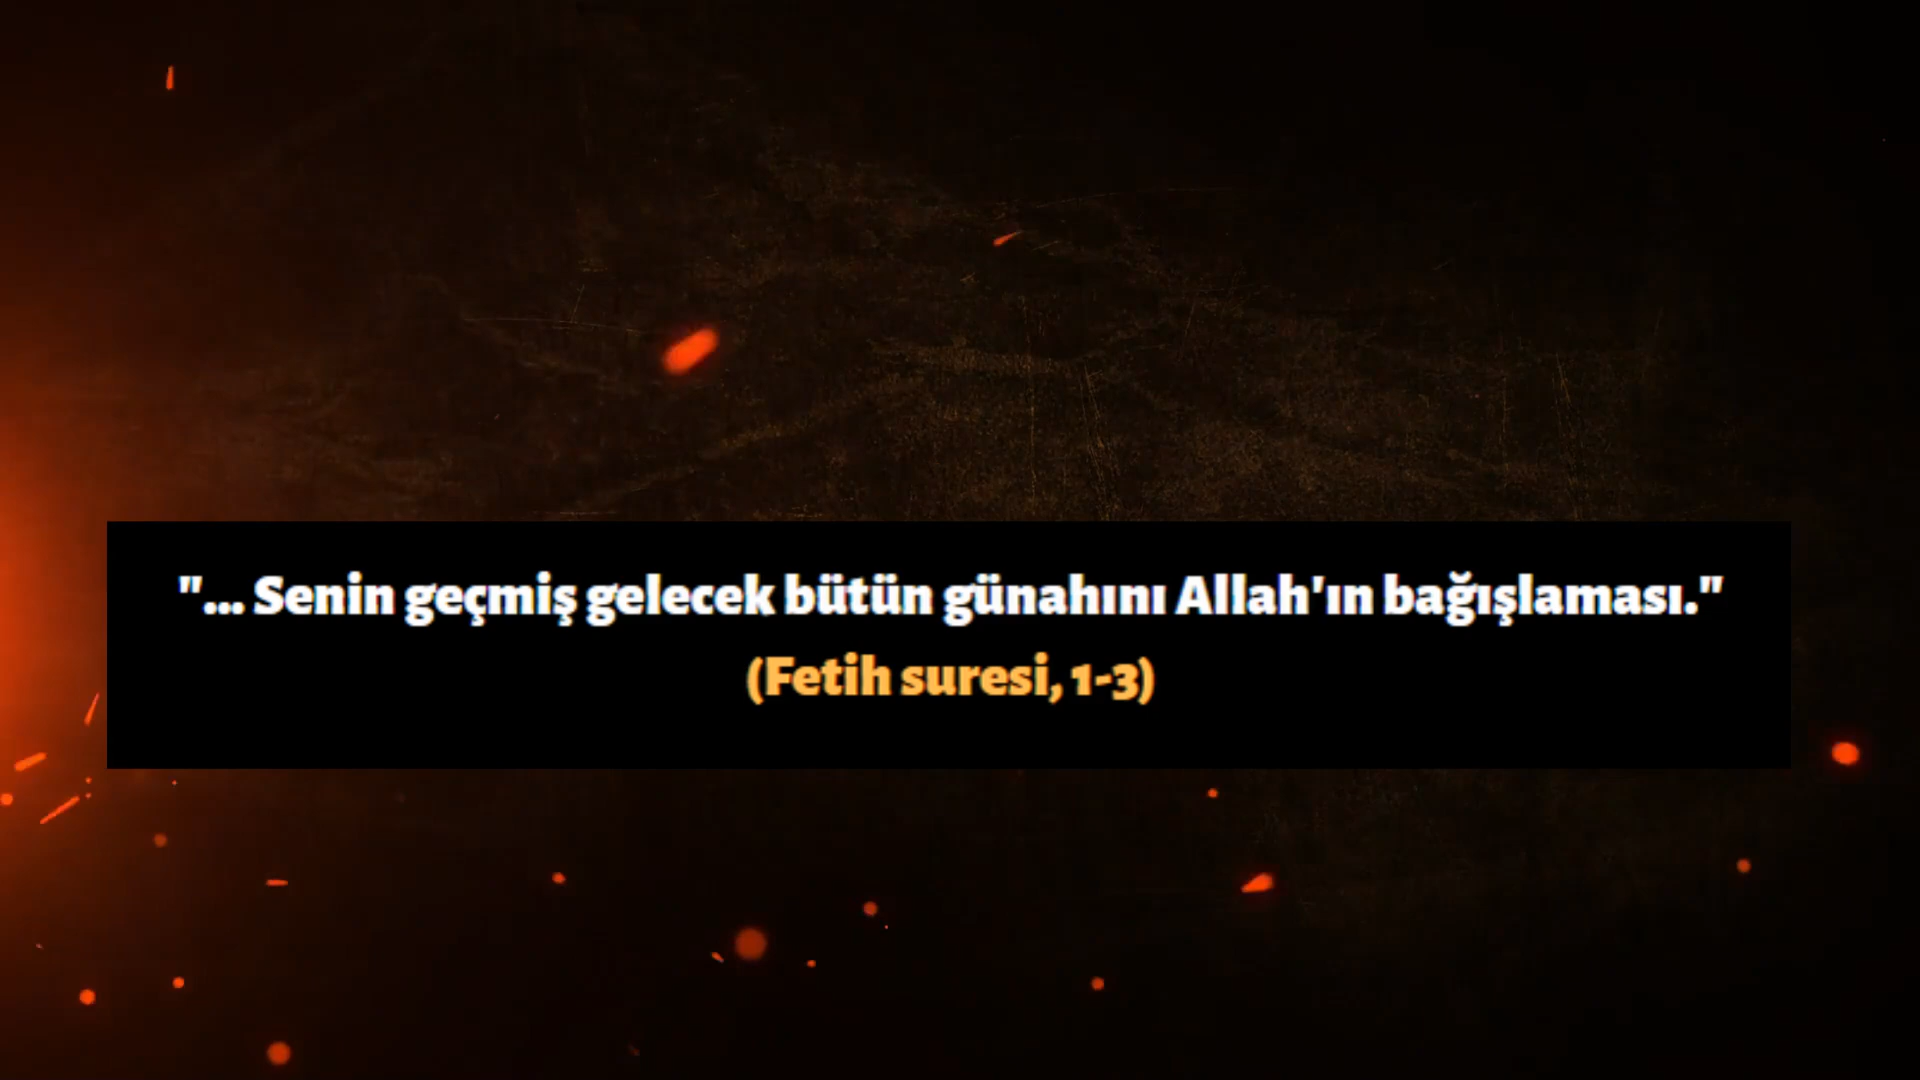 "... Senin geçmiş gelecek bütün günahını Allah'ın bağışlaması."
(Fetih suresi, 1-3)